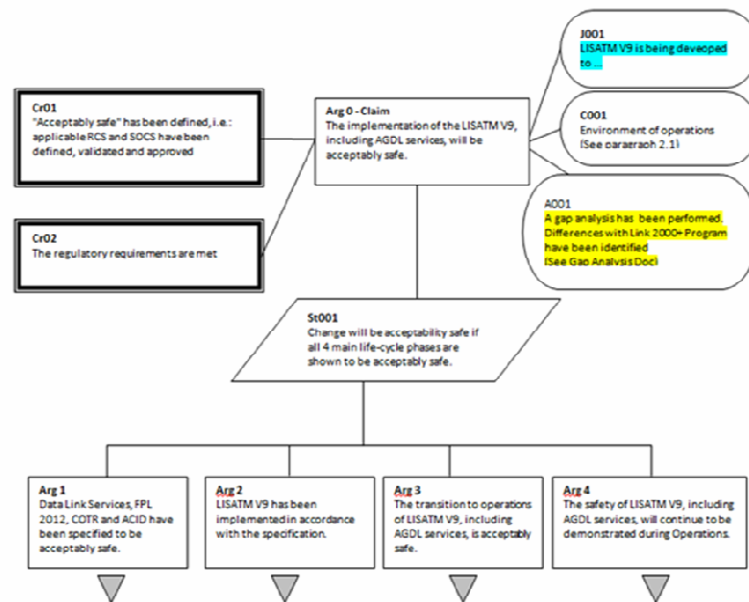 J001
LISATM V9 is being deveoped
to ...
Cr01
"Acceptably safe" has been defined, i.e.:
applicable RCS and SOCS have been
defined, validated and approved
Arg 0 - Claim
The implementation of the LISATM V9,
including AGDL services, will be
acceptably safe.
C001
Environment of operations
(See paragraph 2.1)
A001
A gap analysis has been performed.
Differences with Link 2000+ Program
have been identified
(See Gap Analysis Doc)
Cr02
The regulatory requirements are met
St001
Change will be acceptability safe if
all 4 main life-cycle phases are
shown to be acceptably safe.
Arg 1
Data Link Services, FPL
2012, COTR and ACID have
been specified to be
acceptably safe.
Arg 2
LISATM V9 has been
implemented in accordance
with the specification.
Arg 3
The transition to operations
of LISATM V9, including
AGDL services, is acceptably
safe.
Arg 4
The safety of LISATM V9, including
AGDL services, will continue to be
demonstrated during Operations.